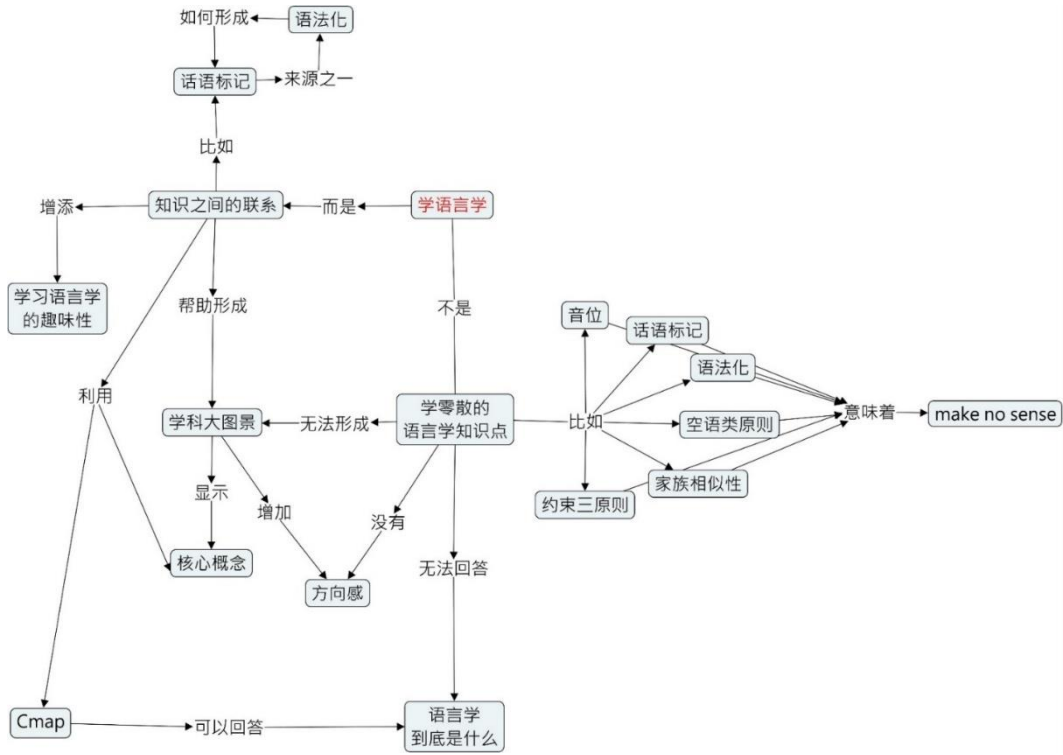 如何形成
语法化
话语标记
来源之一
比如
增添
知识之间的联系
而是
学语言学
学习语言学
的趣味性
帮助形成
不是
音位
话语标记
语法化
利用
学科大图景
无法形成
学零散的
语言学知识点
比如
空语类原则
意味着
make no sense
家族相似性
约束三原则
显示
增加
没有
核心概念
方向感
无法回答
Cmap
可以回答
语言学
到底是什么